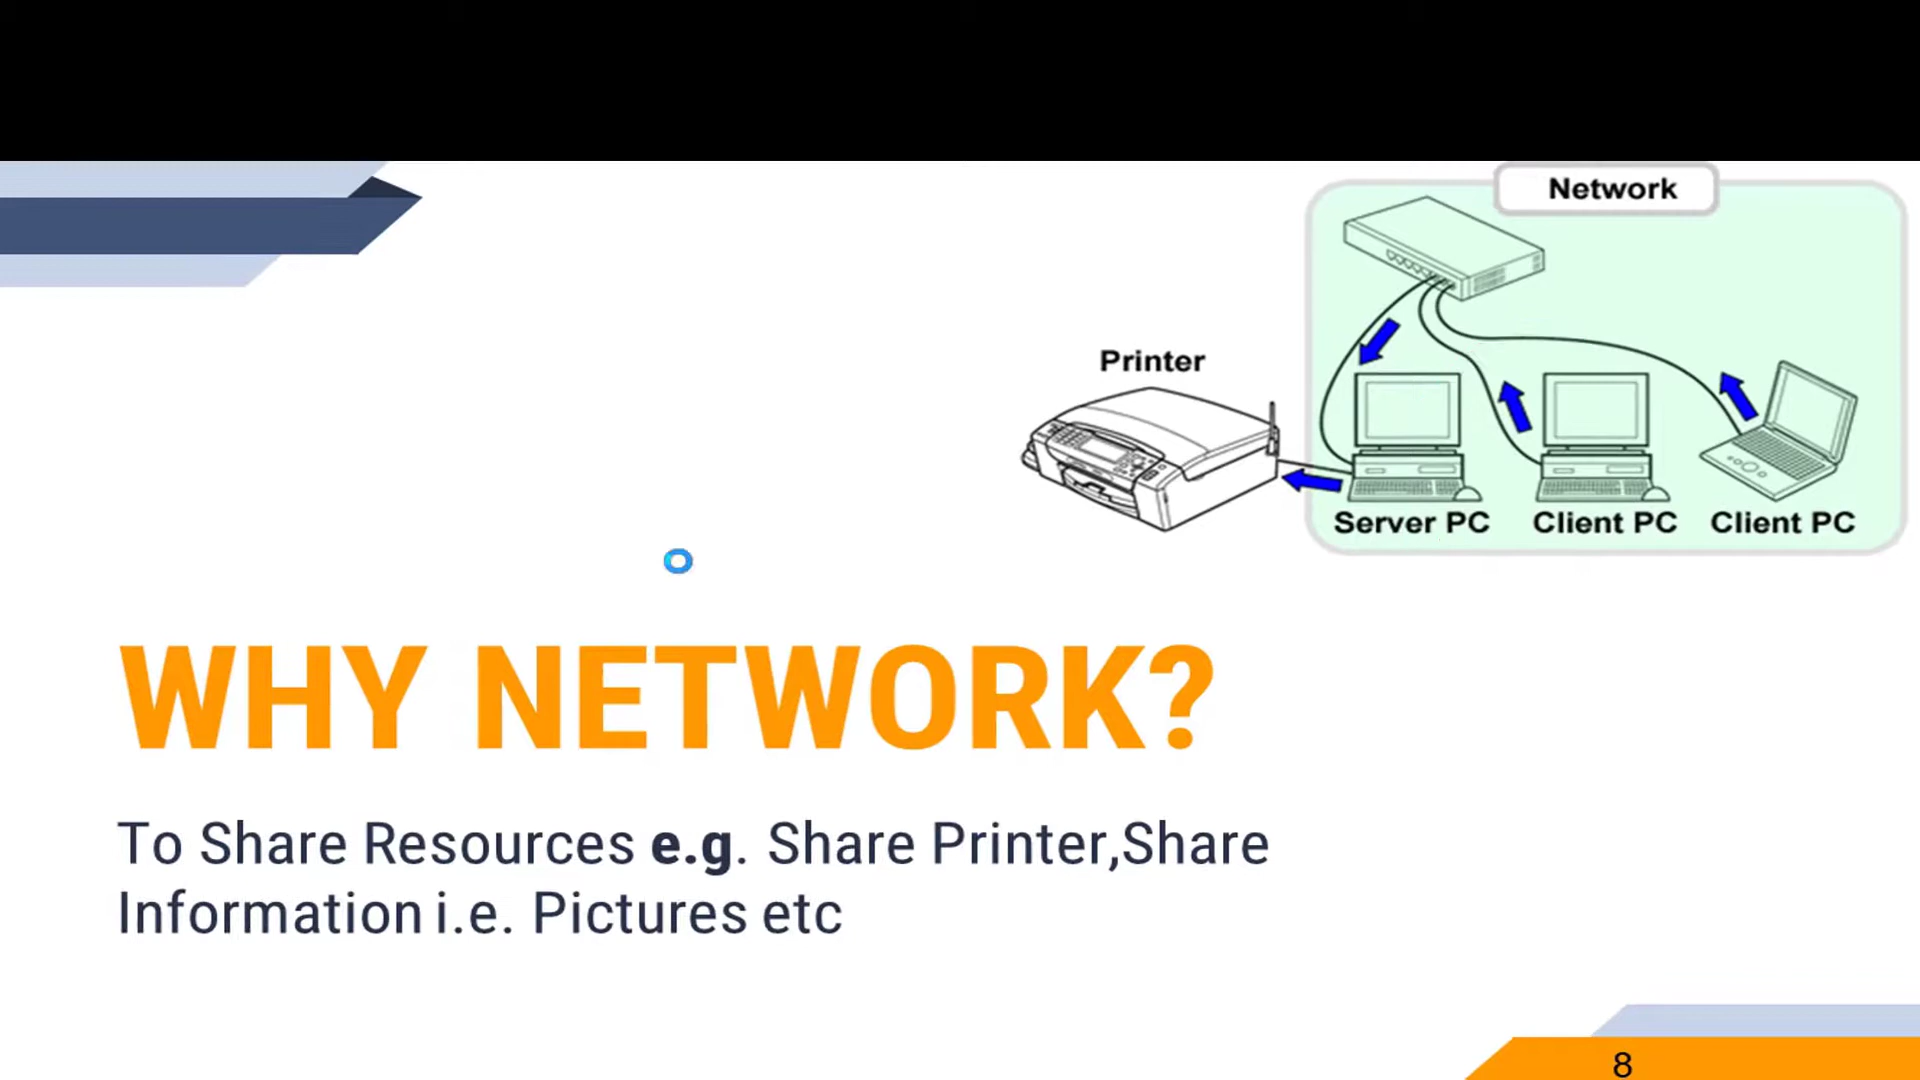 Network
Printer
Server PC
Client PC
Client PC
WHY NETWORK?
To Share Resources e.g. Share Printer,Share
Information i.e. Pictures etc
8